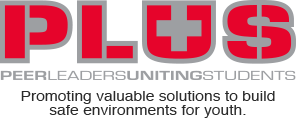 PLUS
PEERLEADERSUNITINGSTUDENTS
Promoting valuable solutions to build
safe environments for youth.